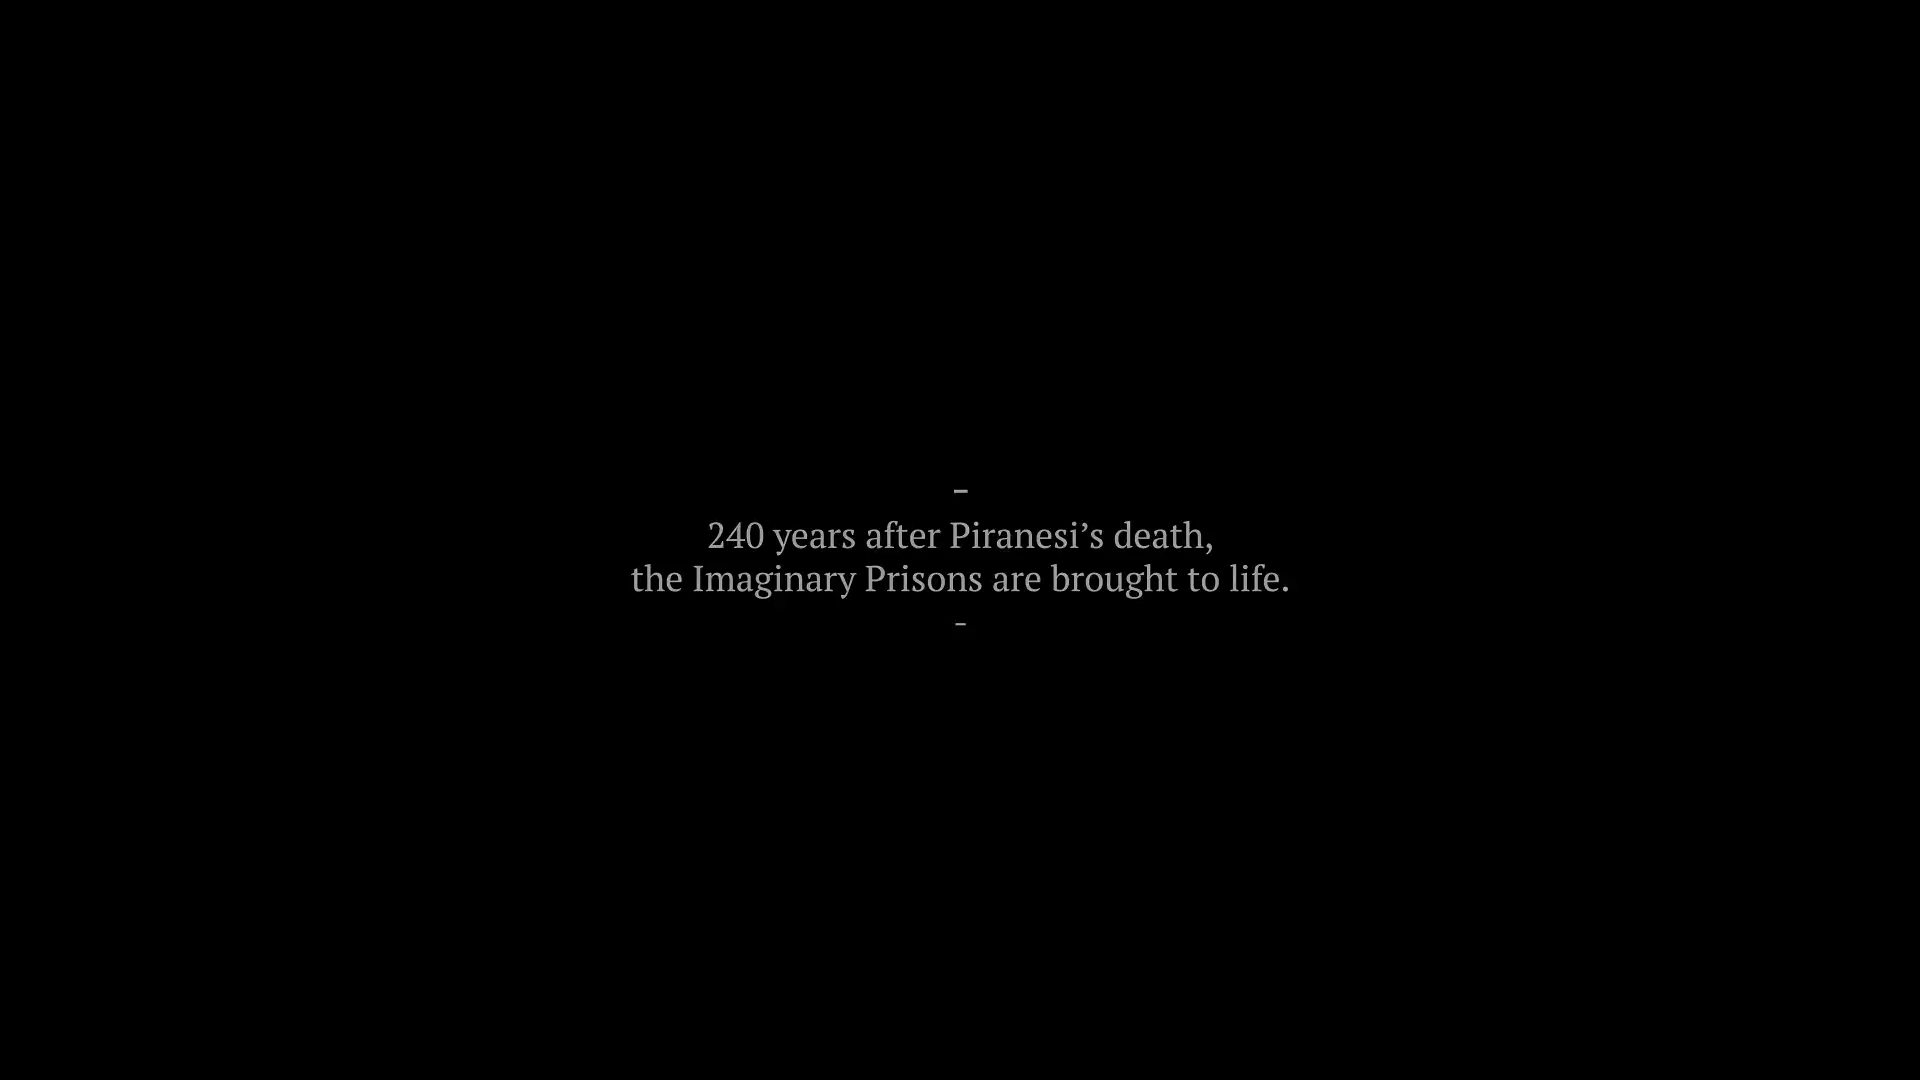 –
240 years after Piranesi’s death,
the Imaginary Prisons are brought to life.
-